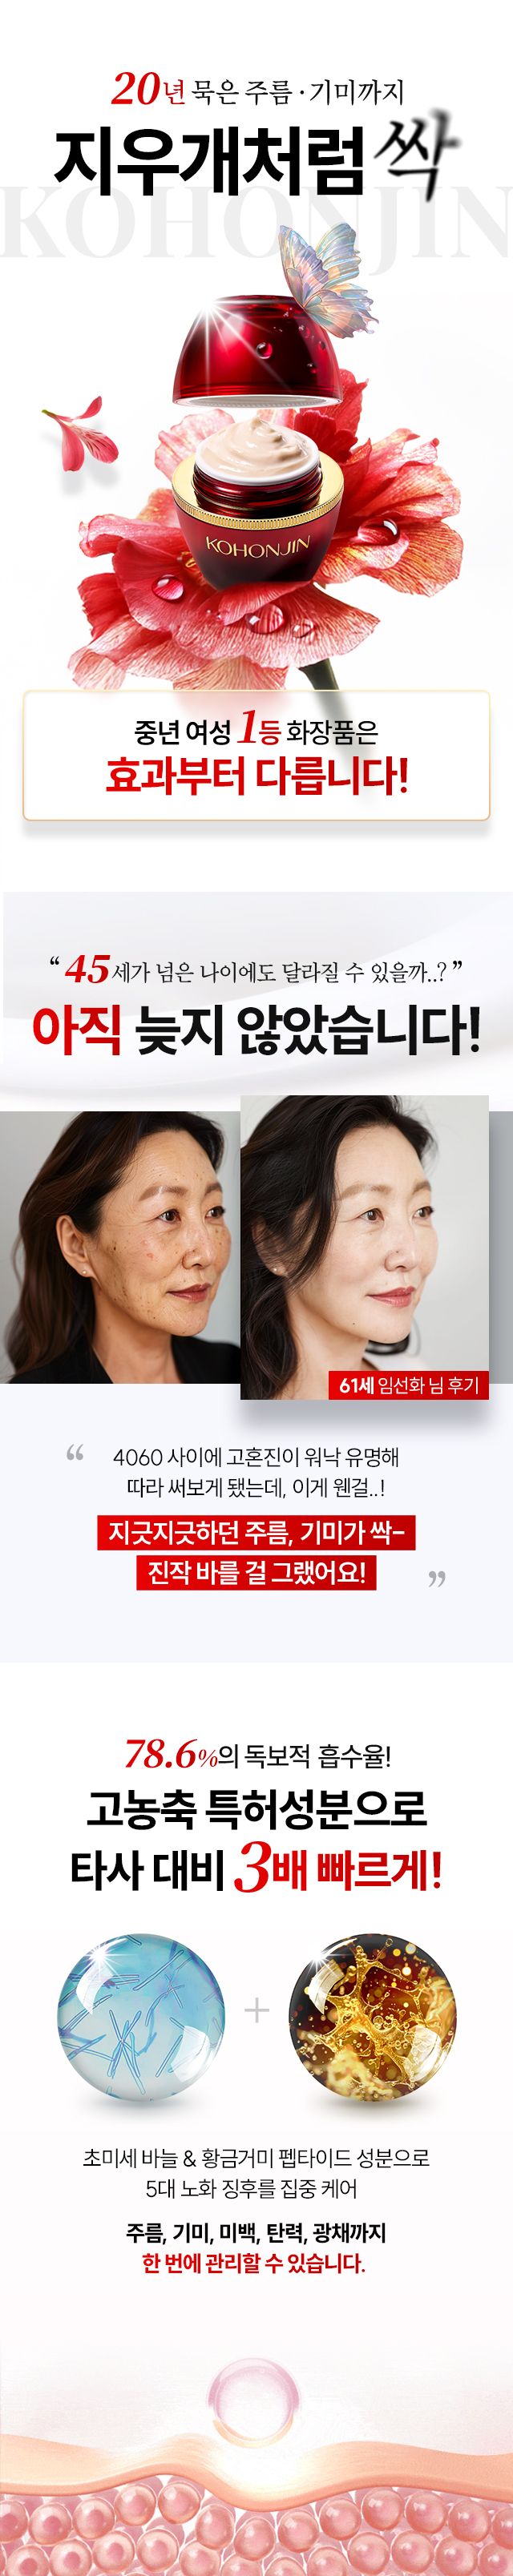 20년 묵은 주름·기미까지
지우개처럼 싹
KOHONJIN
KOHONJIN
중년 여성 1등 화장품은
효과부터 다릅니다!
“45세가 넘은 나이에도 달라질 수 있을까..?”
아직 늦지 않았습니다!
61세 임선화 님 후기
“ 4060 사이에 고혼진이 워낙 유명해
따라 써보게 됐는데, 이게 웬걸..!
지긋지긋하던 주름, 기미가 싹-
진작 바를 걸 그랬어요! ”
78.6%의 독보적 흡수율!
고농축 특허성분으로
타사 대비 3배 빠르게!
+
초미세 바늘 & 황금거미 펩타이드 성분으로
5대 노화 징후를 집중 케어
주름, 기미, 미백, 탄력, 광채까지
한 번에 관리할 수 있습니다.